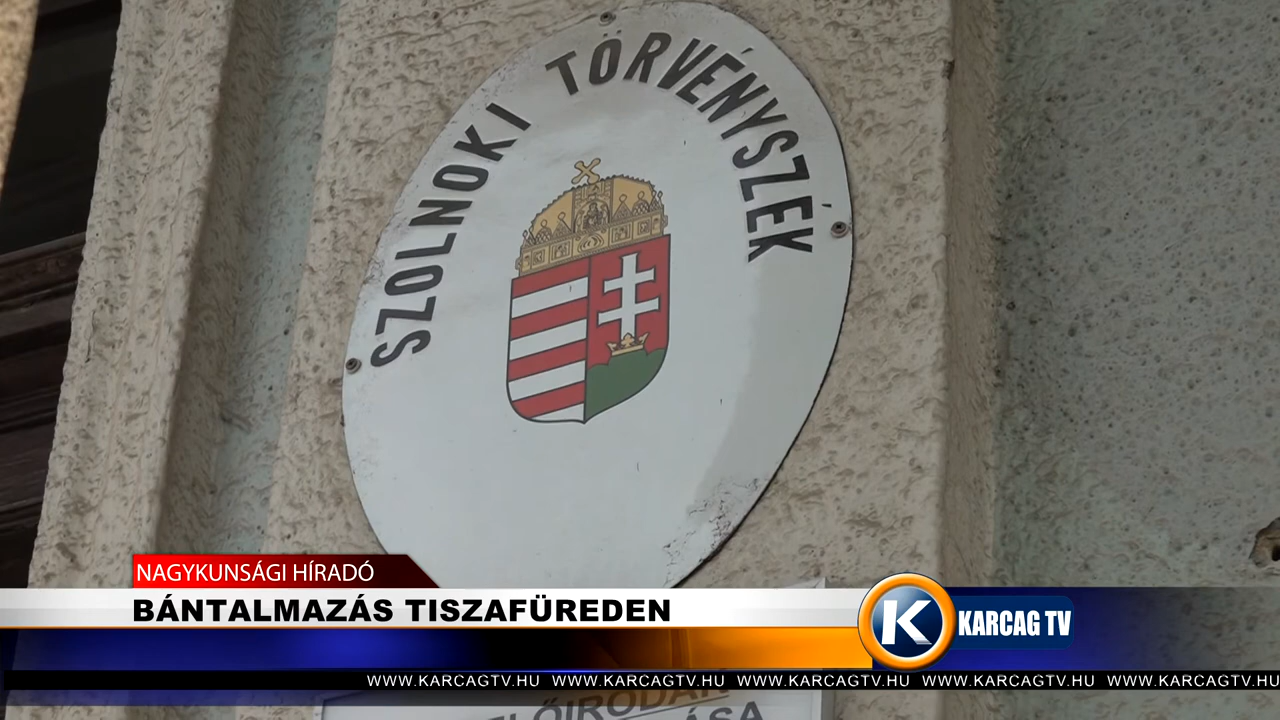 SZOLNOKI TÖRVÉNYSZÉK
NAGYKUNSÁGI HÍRADÓ
BÁNTALMAZÁS TISZAFÜREDEN
K KARCAG TV
WWW.KARCAGTV.HU WWW.KARCAGTV.HU WWW.KARCAGTV.HU WWW.KARCAGTV.HU WWW.KARCAGTV.HU